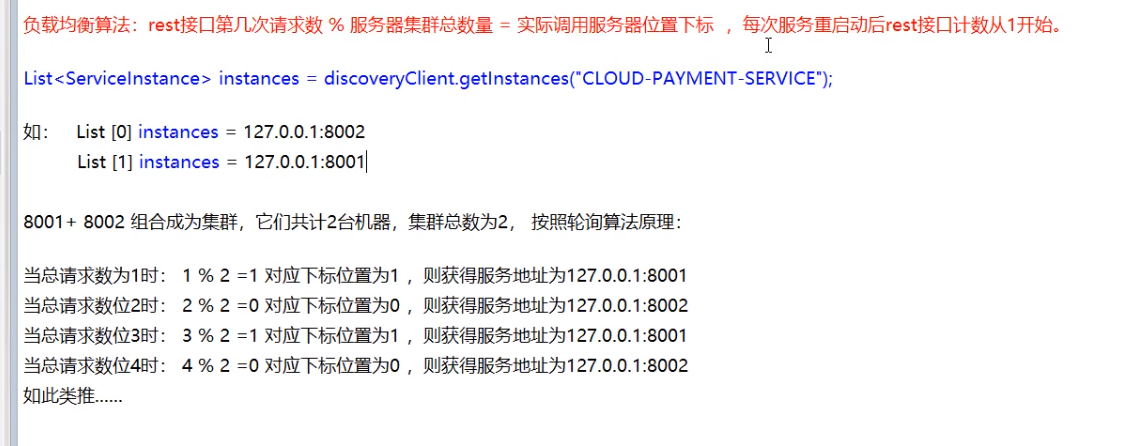 负载均衡算法：rest接口第几次请求数 % 服务器集群总数量 = 实际调用服务器位置下标 ，每次服务重启动后rest接口计数从1开始。
List<ServiceInstance> instances = discoveryClient.getInstances("CLOUD-PAYMENT-SERVICE");
如： List [0] instances = 127.0.0.1:8002
List [1] instances = 127.0.0.1:8001
8001+ 8002 组合成为集群，它们共计2台机器，集群总数为2， 按照轮询算法原理：
当总请求数为1时： 1 % 2 =1 对应下标位置为1 ，则获得服务地址为127.0.0.1:8001
当总请求数位2时： 2 % 2 =0 对应下标位置为0 ，则获得服务地址为127.0.0.1:8002
当总请求数位3时： 3 % 2 =1 对应下标位置为1 ，则获得服务地址为127.0.0.1:8001
当总请求数位4时： 4 % 2 =0 对应下标位置为0 ，则获得服务地址为127.0.0.1:8002
如此类推......